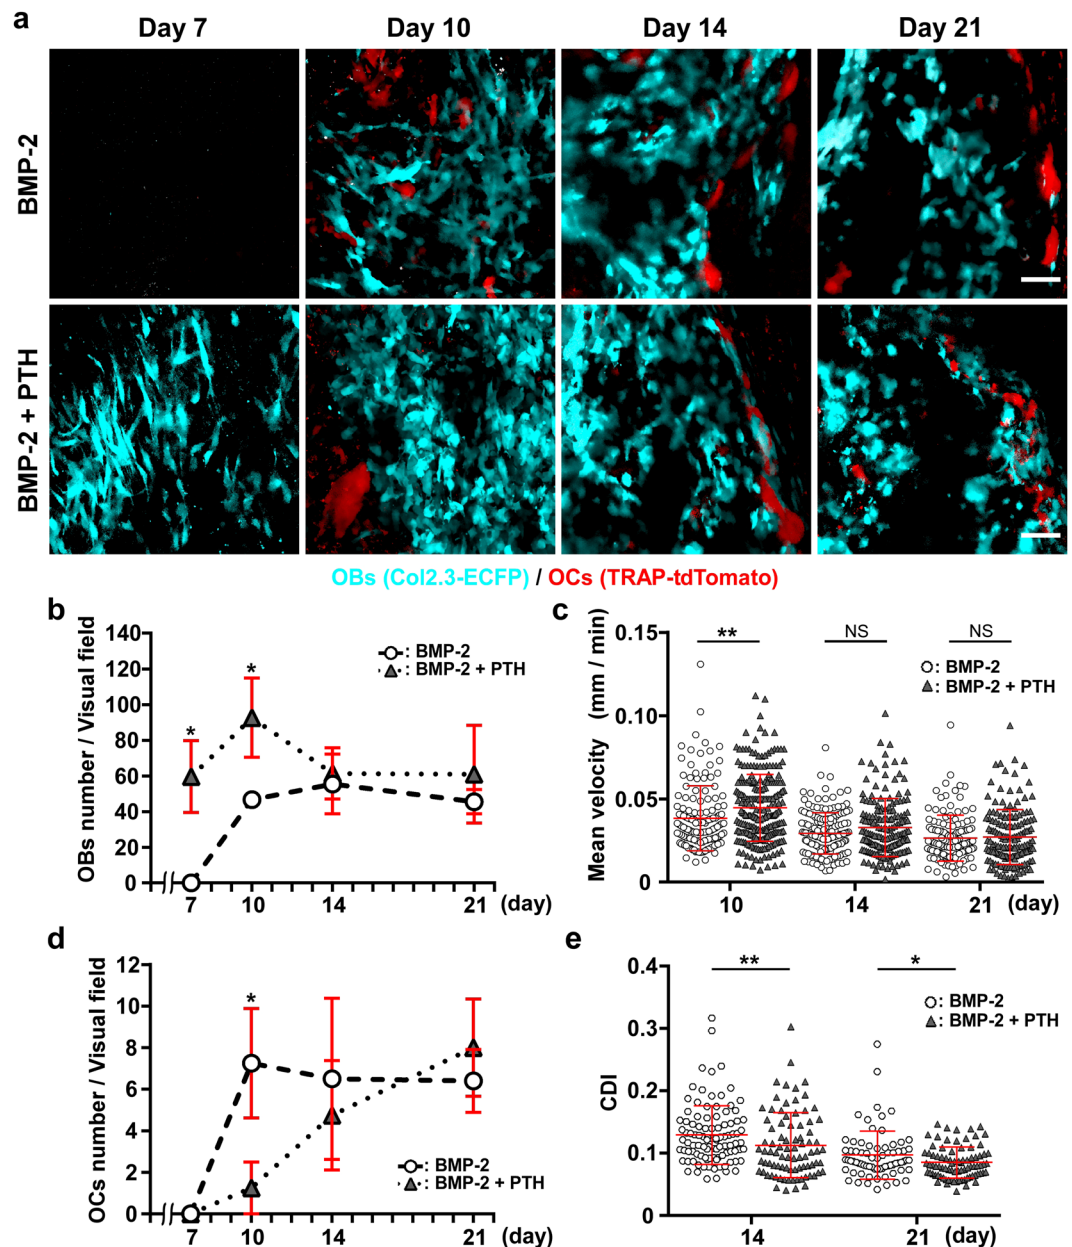 a
Day 7 Day 10 Day 14 Day 21
BMP-2
BMP-2 + PTH
OBs (Col2.3-ECFP) / OCs (TRAP-tdTomato)
b
OBs number / Visual field
140
120
100
80
60
40
20
0
7 10 14 21 (day)
* *
: BMP-2
: BMP-2 + PTH
c
Mean velocity (mm / min)
0.15
0.10
0.05
0
10 14 21 (day)
** NS NS
: BMP-2
: BMP-2 + PTH
d
OCs number / Visual field
12
10
8
6
4
2
0
7 10 14 21 (day)
*
: BMP-2
: BMP-2 + PTH
e
CDI
0.4
0.3
0.2
0.1
0
14 21 (day)
** *
: BMP-2
: BMP-2 + PTH